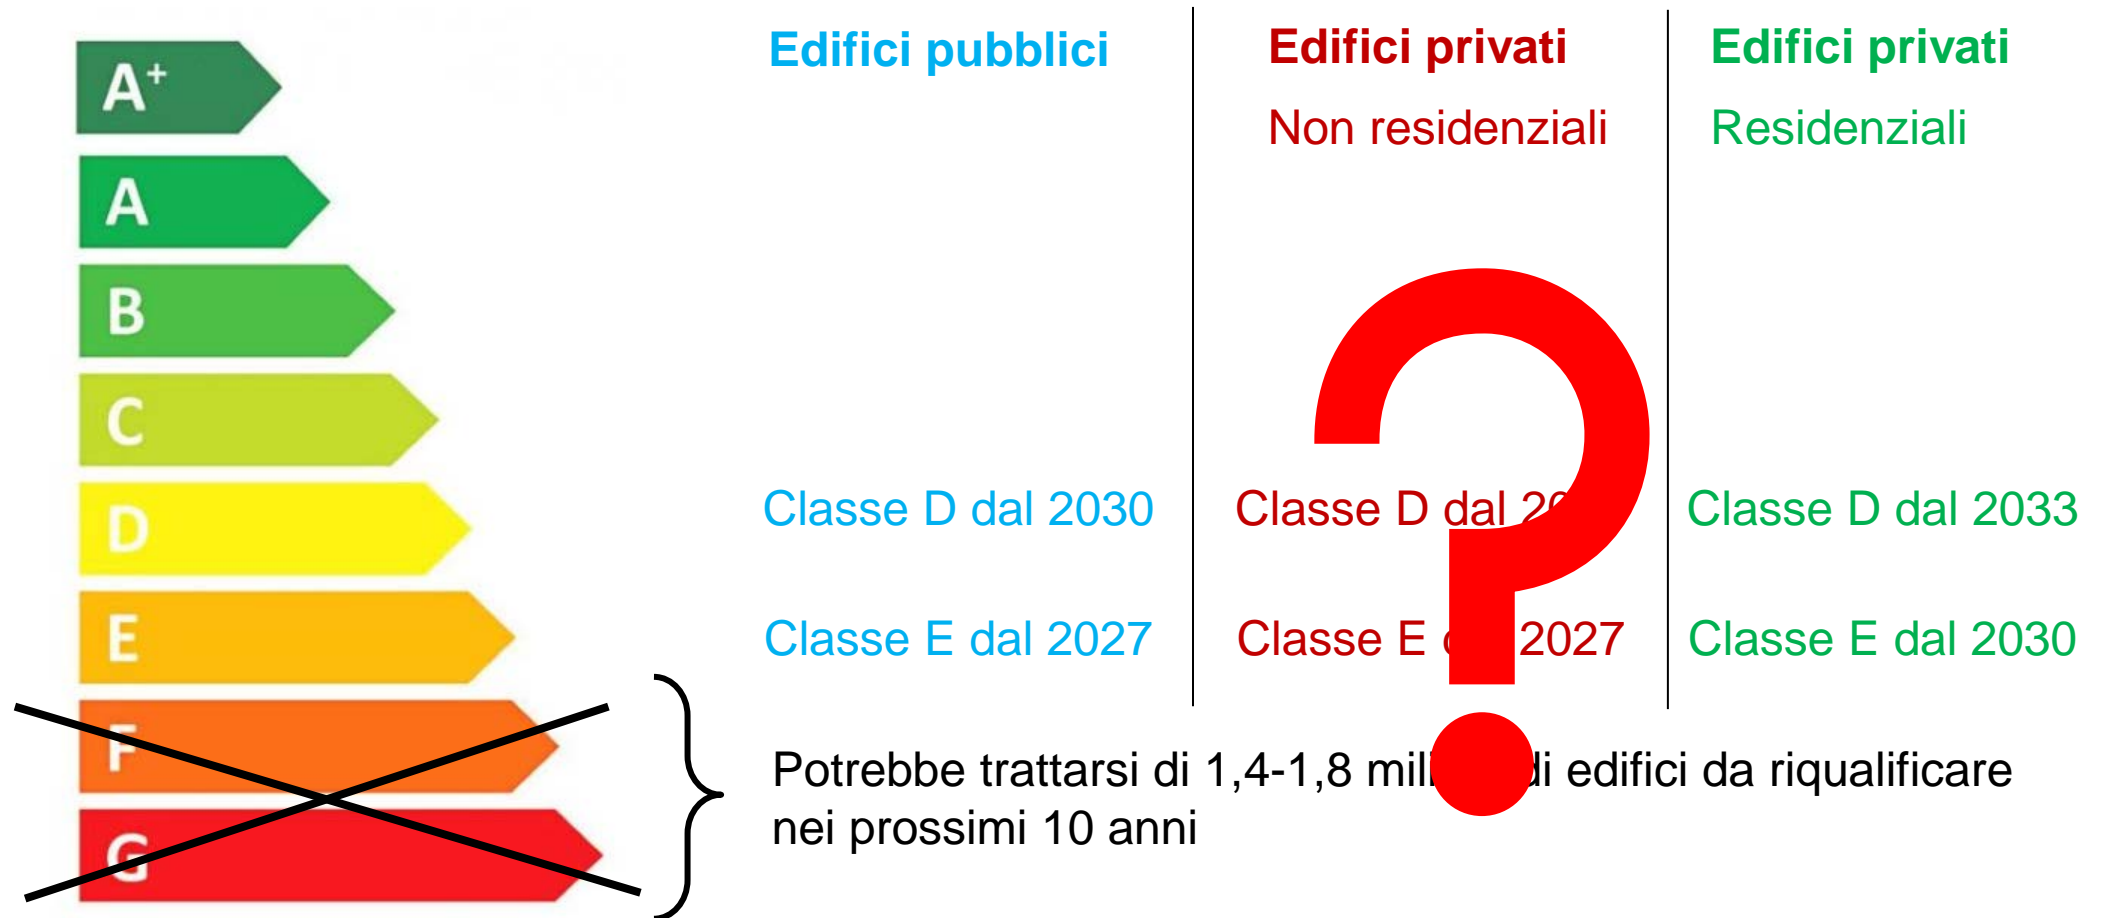 A+
A
B
C
D
E
F
G
Edifici pubblici
Classe D dal 2030
Classe E dal 2027
Edifici privati
Non residenziali
Classe D dal
Classe E 2027
Edifici privati
Residenziali
Classe D dal 2033
Classe E dal 2030
?
Potrebbe trattarsi di 1,4-1,8 di edifici da riqualificare
nei prossimi 10 anni